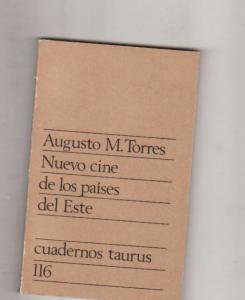 Augusto M. Torres
Nuevo cine
de los países
del Este
cuadernos taurus
116